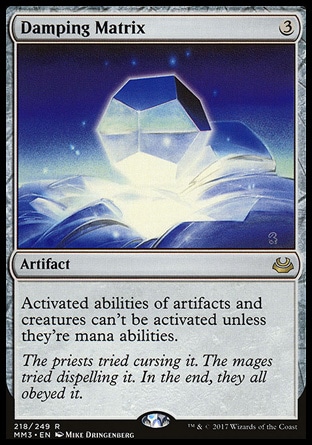 Damping Matrix 3
Artifact
Activated abilities of artifacts and
creatures can't be activated unless
they're mana abilities.
The priests tried cursing it. The mages
tried dispelling it. In the end, they all
obeyed it.
218/249 R
MM3 • EN Mike Dringenberg
™ & © 2017 Wizards of the Coast